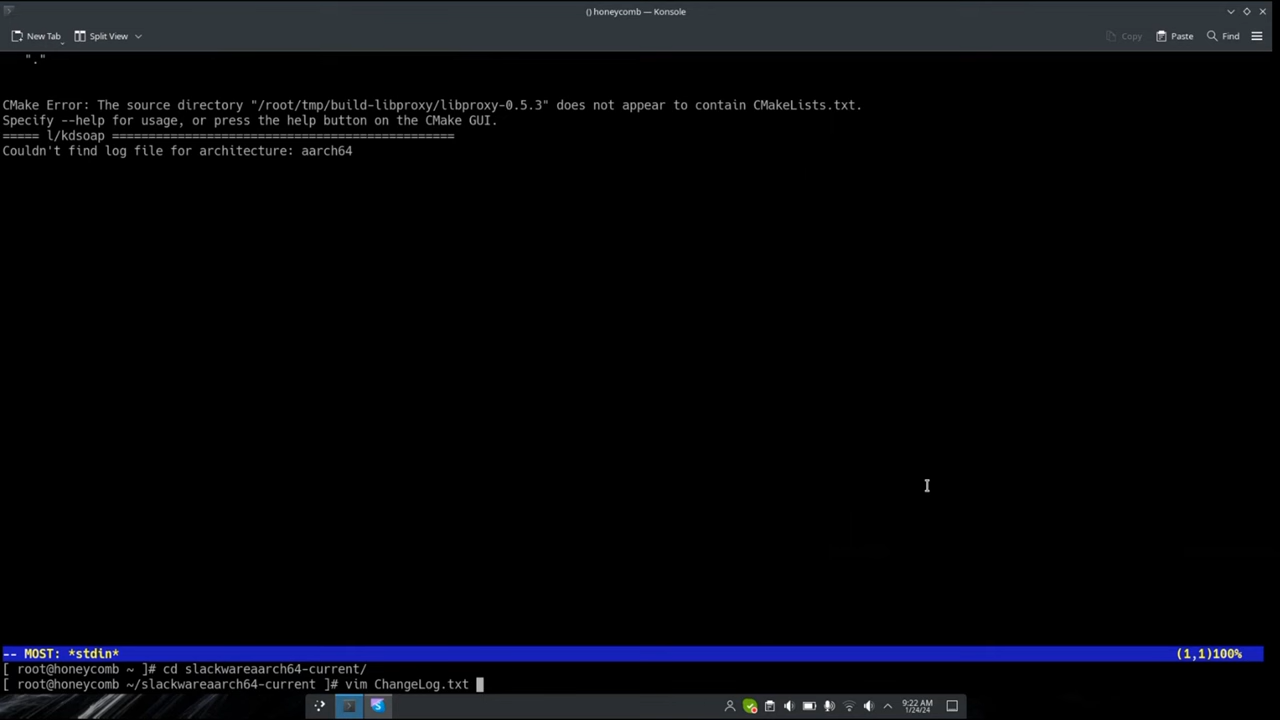 () honeycomb — Konsole
New Tab Split View Copy Paste Find
"."
CMake Error: The source directory "/root/tmp/build-libproxy/libproxy-0.5.3" does not appear to contain CMakeLists.txt.
Specify --help for usage, or press the help button on the CMake GUI.
===== l/kdsoap ===============================================
Couldn't find log file for architecture: aarch64
-- MOST: *stdin* (1,1)100%
[ root@honeycomb ~ ]# cd slackwareaarch64-current/
[ root@honeycomb ~/slackwareaarch64-current ]# vim ChangeLog.txt
9:22 AM
1/24/24